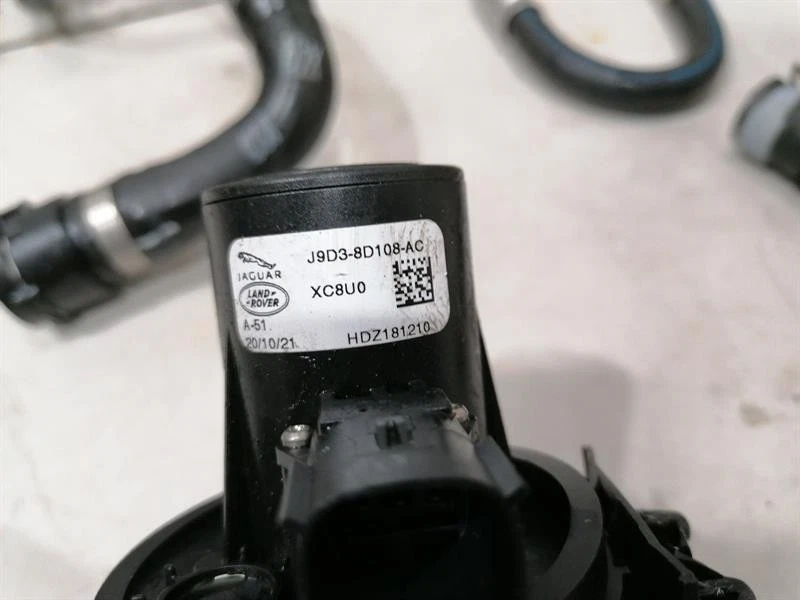 J9D3-8D108-AC
JAGUAR
XC8U0
LAND-
ROVER
A-51
20/10/21
HDZ181210